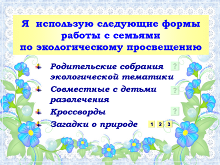 Я использую следующие формы
работы с семьями
по экологическому просвещению
Родительские собрания
экологической тематики
Совместные с детьми
развлечения
Кроссворды
Загадки о природе
1 2 3